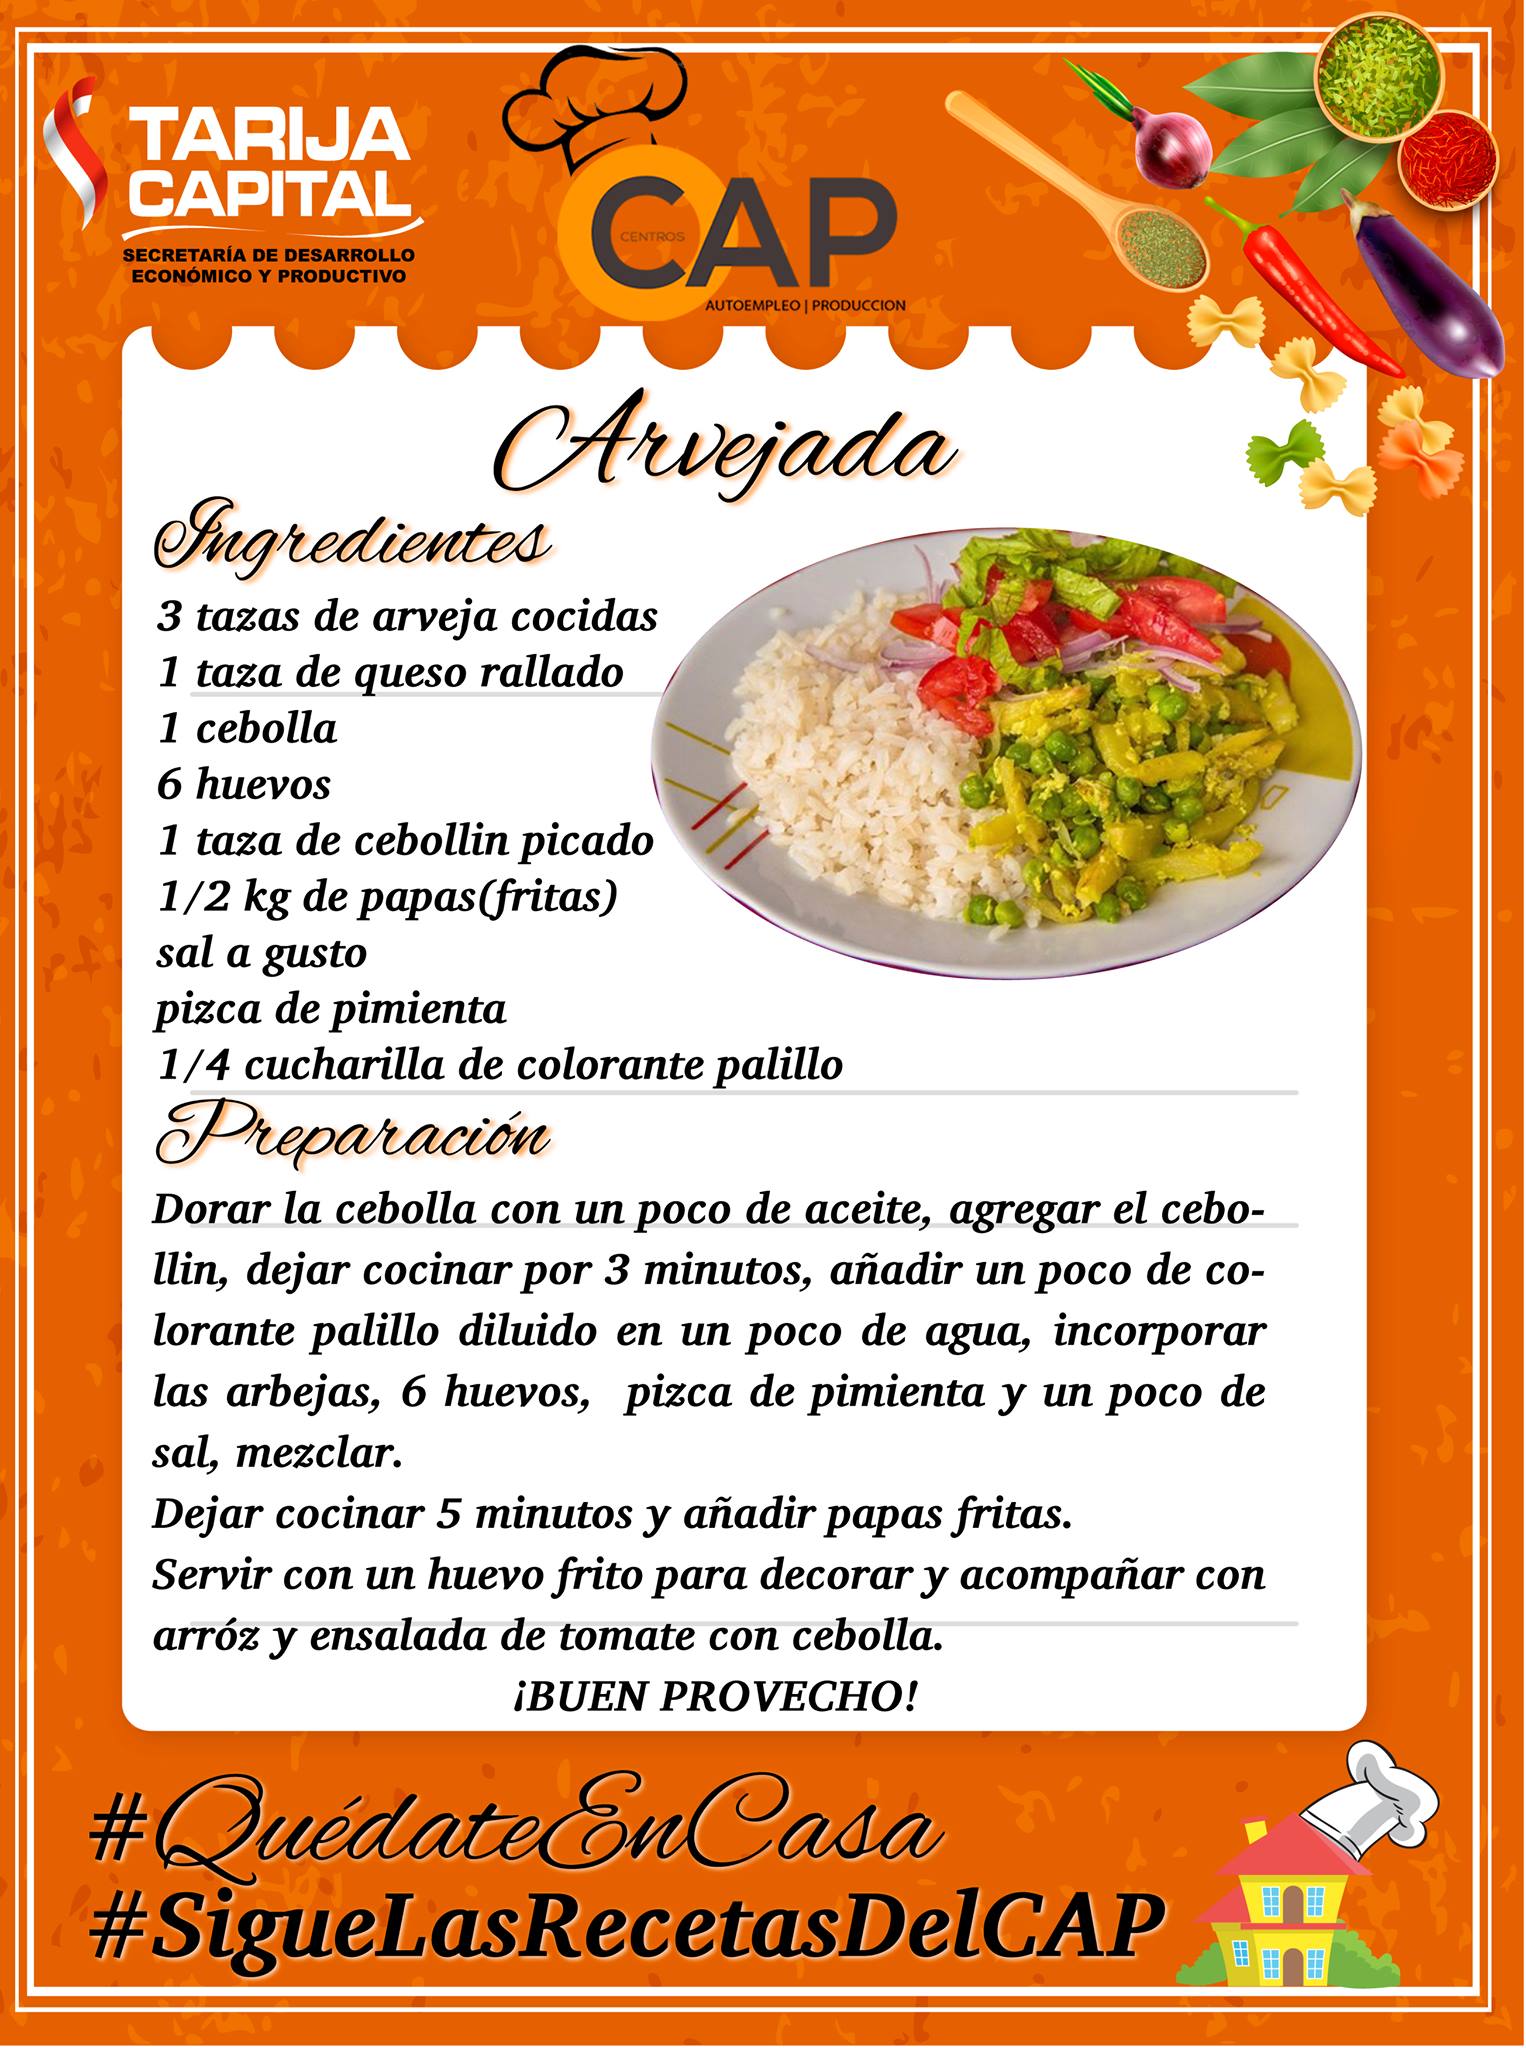 TARIJA
CAPITAL
SECRETARÍA DE DESARROLLO
ECONÓMICO Y PRODUCTIVO
CENTROS
CAP
AUTOEMPLEO | PRODUCCION
Arvejada
Ingredientes
3 tazas de arveja cocidas
1 taza de queso rallado
1 cebolla
6 huevos
1 taza de cebollin picado
1/2 kg de papas(fritas)
sal a gusto
pizca de pimienta
1/4 cucharilla de colorante palillo
Preparación
Dorar la cebolla con un poco de aceite, agregar el cebo-
llin, dejar cocinar por 3 minutos, añadir un poco de co-
lorante palillo diluido en un poco de agua, incorporar
las arbejas, 6 huevos, pizca de pimienta y un poco de
sal, mezclar.
Dejar cocinar 5 minutos y añadir papas fritas.
Servir con un huevo frito para decorar y acompañar con
arróz y ensalada de tomate con cebolla.
¡BUEN PROVECHO!
#QuédateEnCasa
#SigueLasRecetasDelCAP